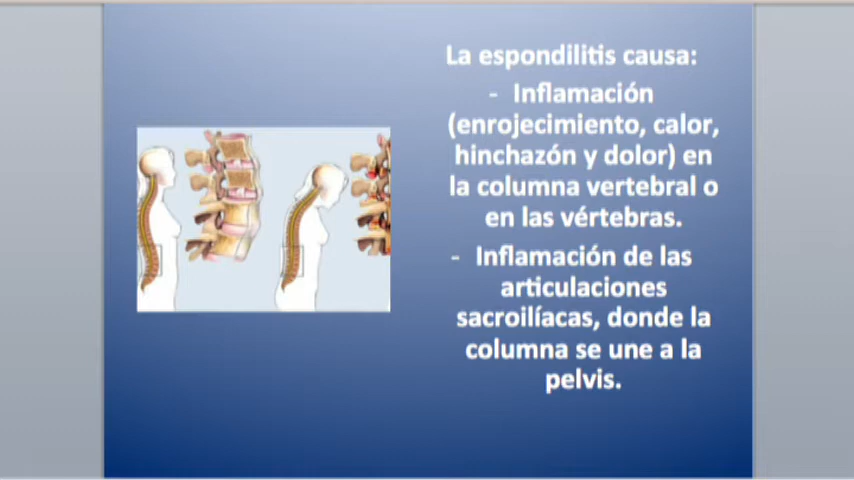 La espondilitis causa:
- Inflamación
(enrojecimiento, calor,
hinchazón y dolor) en
la columna vertebral o
en las vértebras.
- Inflamación de las
articulaciones
sacroilíacas, donde la
columna se une a la
pelvis.